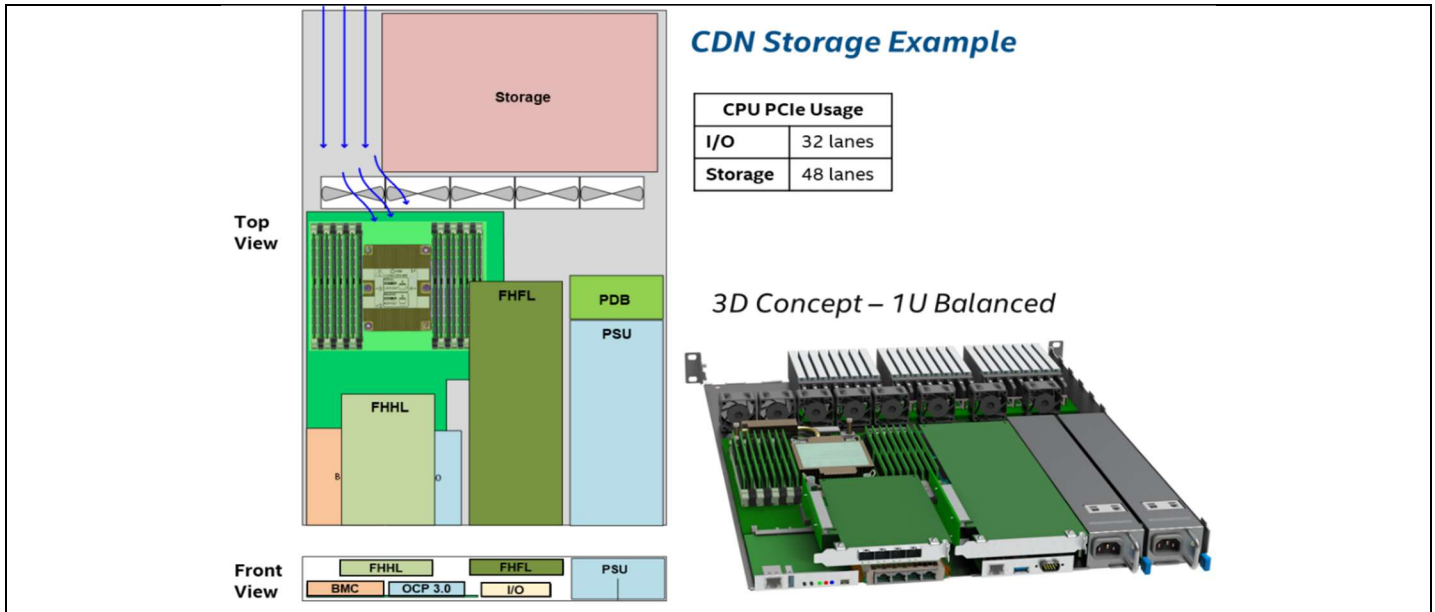 CDN Storage Example
Storage
CPU PCIe Usage
I/O 32 lanes
Storage 48 lanes
Top
View
FHFL
PDB
PSU
FHHL
B
O
3D Concept – 1U Balanced
Front
View
FHHL
FHFL
PSU
BMC
OCP 3.0
I/O